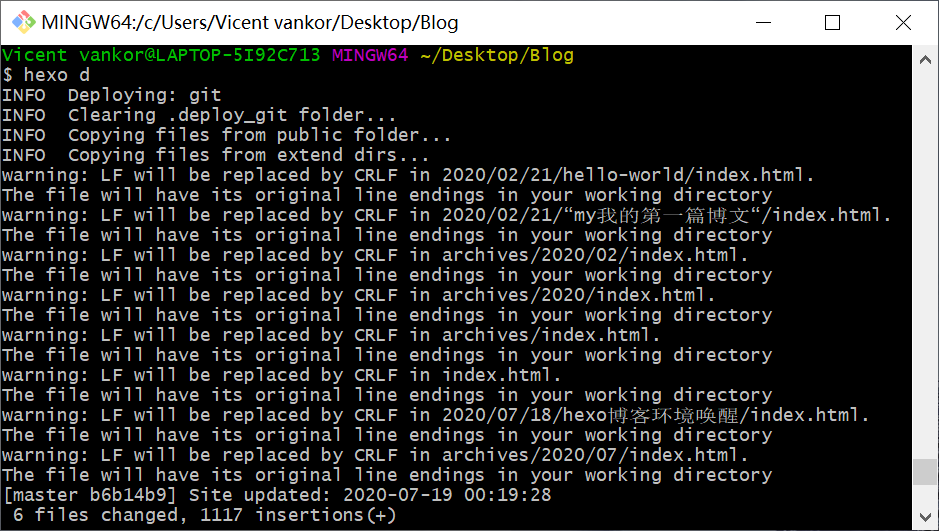 MINGW64:/c/Users/Vicent vankor/Desktop/Blog
Vicent vankor@LAPTOP-5I92C713 MINGW64 ~/Desktop/Blog
$ hexo d
INFO  Deploying: git
INFO  Clearing .deploy_git folder...
INFO  Copying files from public folder...
INFO  Copying files from extend dirs...
warning: LF will be replaced by CRLF in 2020/02/21/hello-world/index.html.
The file will have its original line endings in your working directory
warning: LF will be replaced by CRLF in 2020/02/21/“my我的第一篇博文“/index.html.
The file will have its original line endings in your working directory
warning: LF will be replaced by CRLF in archives/2020/02/index.html.
The file will have its original line endings in your working directory
warning: LF will be replaced by CRLF in archives/2020/index.html.
The file will have its original line endings in your working directory
warning: LF will be replaced by CRLF in archives/index.html.
The file will have its original line endings in your working directory
warning: LF will be replaced by CRLF in index.html.
The file will have its original line endings in your working directory
warning: LF will be replaced by CRLF in 2020/07/18/hexo博客环境唤醒/index.html.
The file will have its original line endings in your working directory
warning: LF will be replaced by CRLF in archives/2020/07/index.html.
The file will have its original line endings in your working directory
[master b6b14b9] Site updated: 2020-07-19 00:19:28
 6 files changed, 1117 insertions(+)